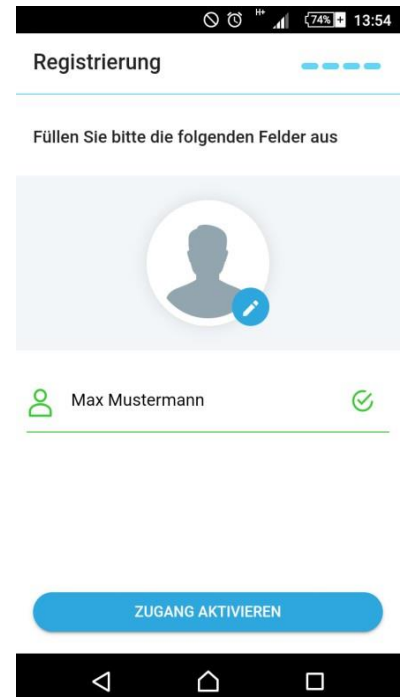 H+ 74% 13:54
Registrierung
Füllen Sie bitte die folgenden Felder aus
Max Mustermann
ZUGANG AKTIVIEREN